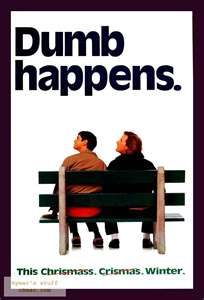 Dumb
happens.
This Chrismass. Crismas. Winter.